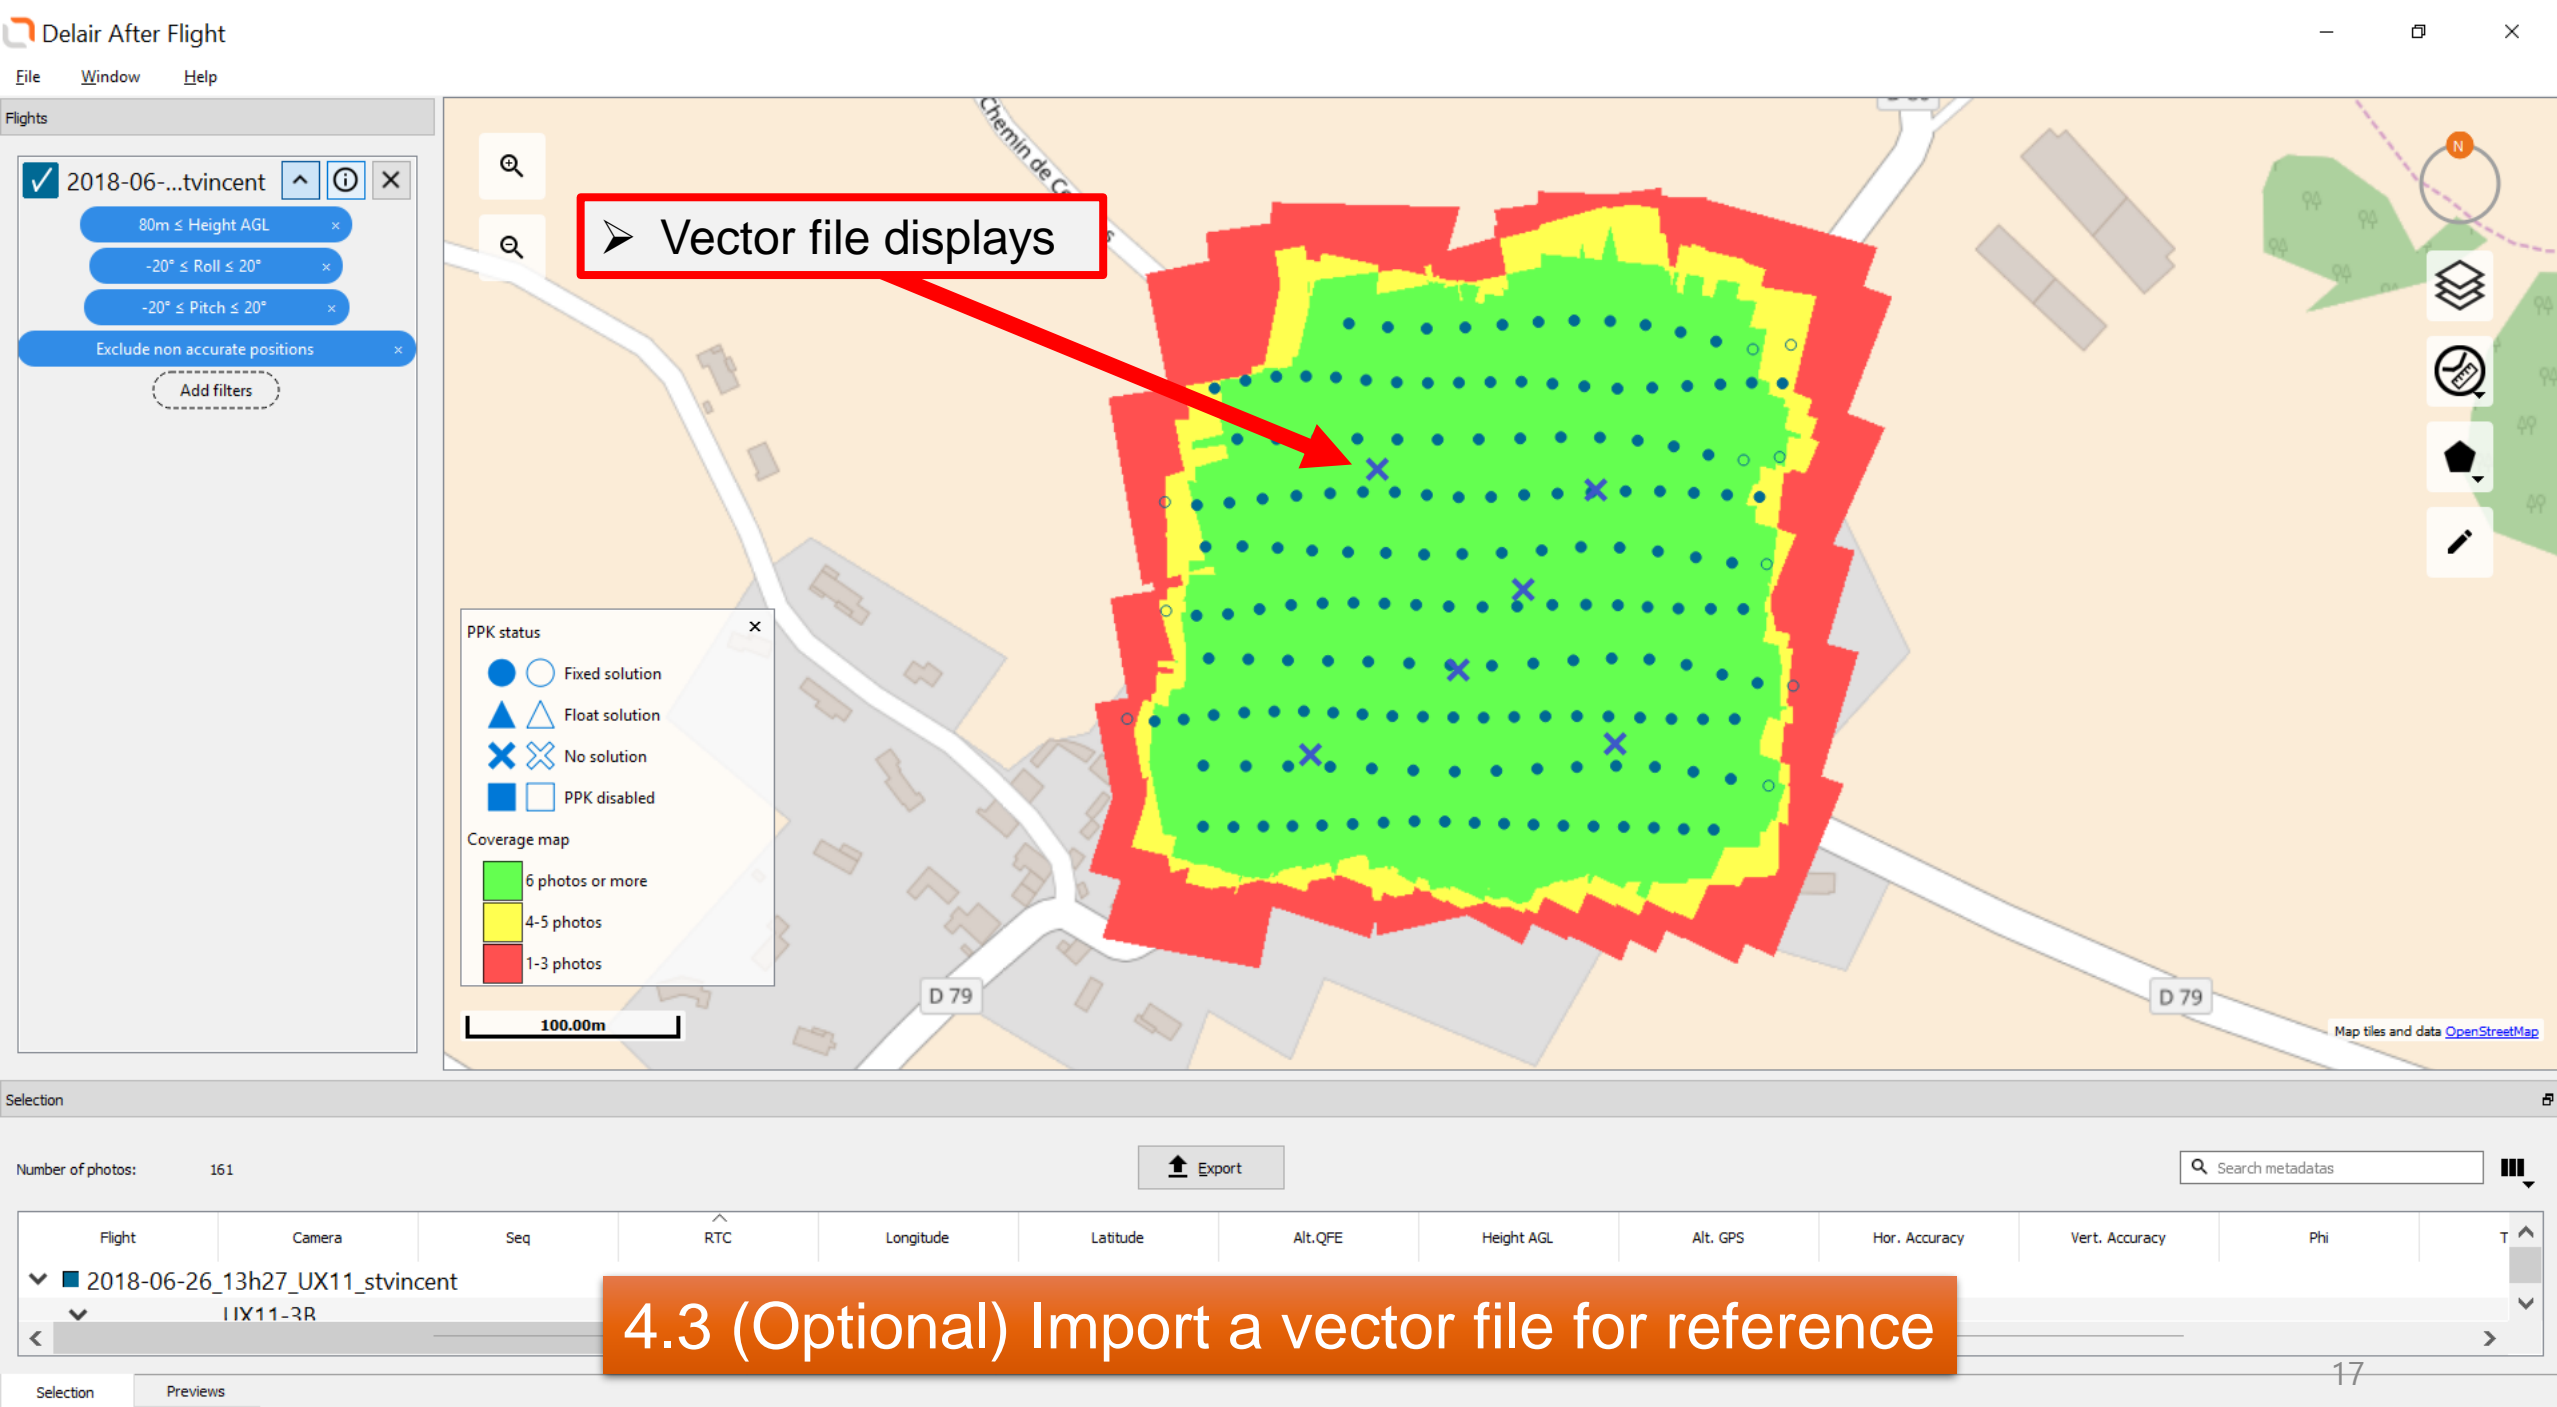 Delair After Flight
File Window Help
Flights
2018-06-...tvincent
80m ≤ Height AGL ×
-20° ≤ Roll ≤ 20° ×
-20° ≤ Pitch ≤ 20° ×
Exclude non accurate positions ×
Add filters
Chemin de Ce
s
➢ Vector file displays
N
PPK status ×
Fixed solution
Float solution
No solution
PPK disabled
Coverage map
6 photos or more
4-5 photos
1-3 photos
100.00m
D 79
D 79
Map tiles and data OpenStreetMap
Selection
Number of photos: 161
Export
Search metadatas
Flight Camera Seq RTC Longitude Latitude Alt.QFE Height AGL Alt. GPS Hor. Accuracy Vert. Accuracy Phi T
2018-06-26_13h27_UX11_stvincent
UX11-3B
4.3 (Optional) Import a vector file for reference
17
Selection Previews